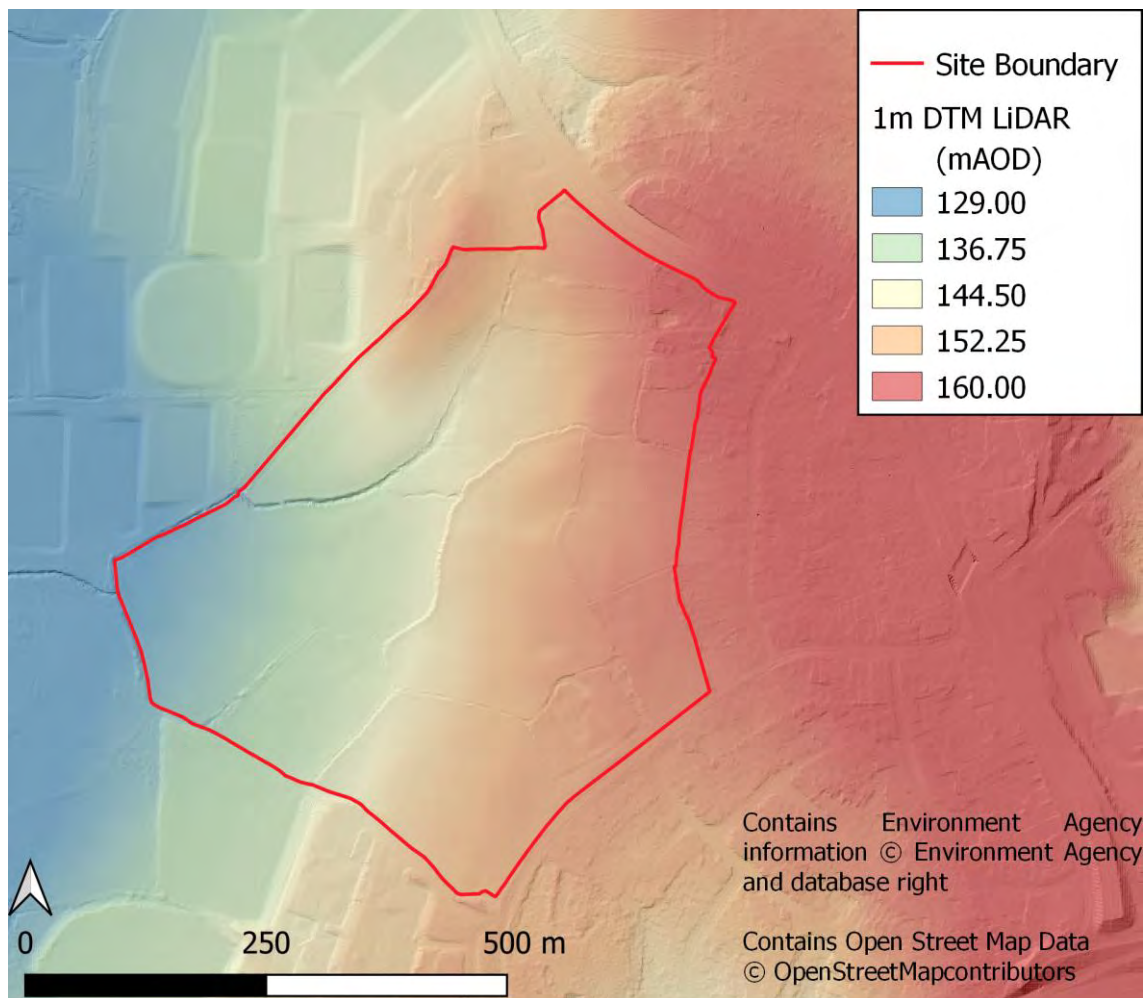 Site Boundary
1m DTM LiDAR
(mAOD)
129.00
136.75
144.50
152.25
160.00
Contains Environment Agency
information © Environment Agency
and database right
Contains Open Street Map Data
© OpenStreetMapcontributors
0 250 500 m